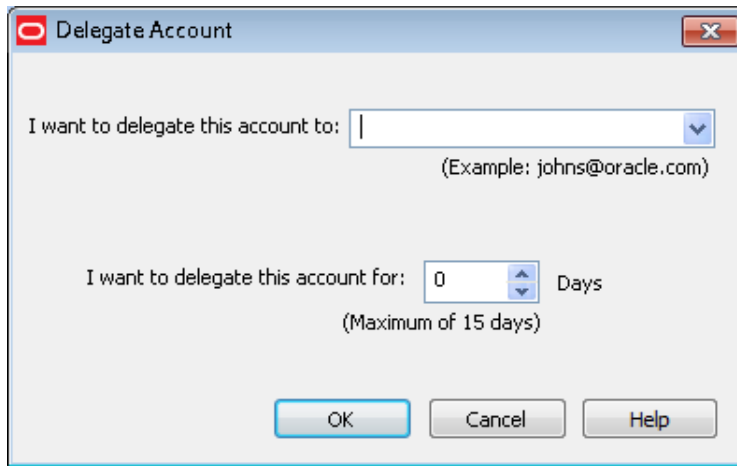 Delegate Account
I want to delegate this account to:
(Example: johns@oracle.com)
I want to delegate this account for: 0 Days
(Maximum of 15 days)
OK Cancel Help